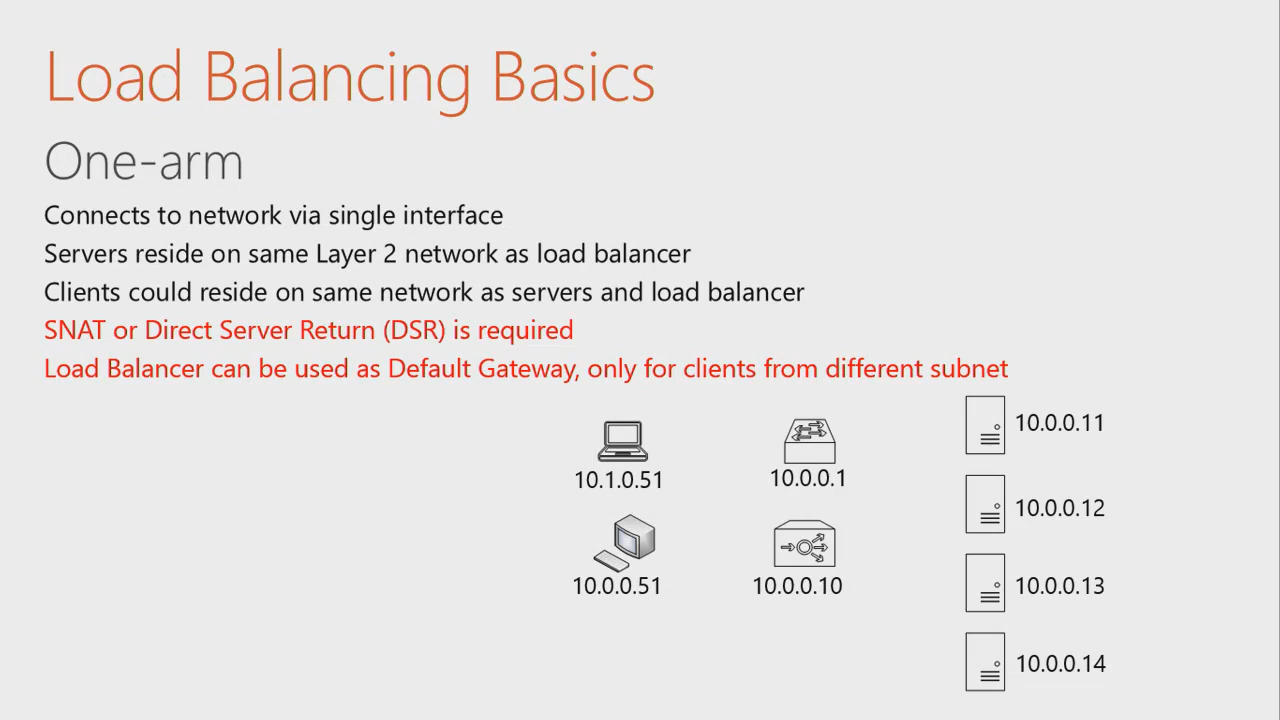 Load Balancing Basics
One-arm
Connects to network via single interface
Servers reside on same Layer 2 network as load balancer
Clients could reside on same network as servers and load balancer
SNAT or Direct Server Return (DSR) is required
Load Balancer can be used as Default Gateway, only for clients from different subnet
10.1.0.51
10.0.0.1
10.0.0.11
10.0.0.12
10.0.0.51
10.0.0.10
10.0.0.13
10.0.0.14